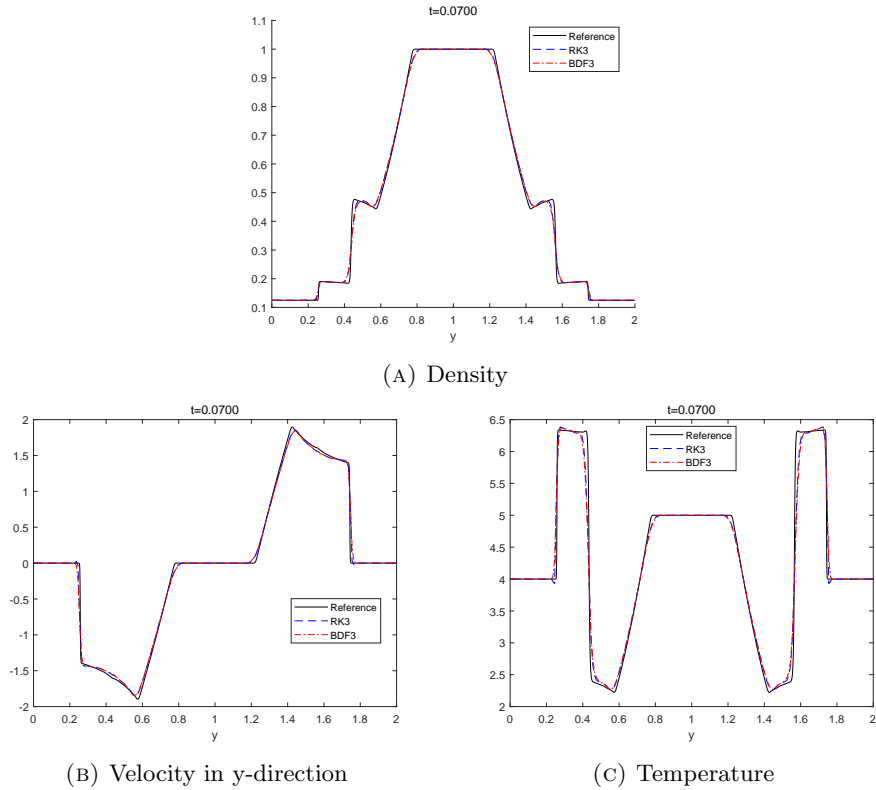 t=0.0700
1.1
1
0.9
0.8
0.7
0.6
0.5
0.4
0.3
0.2
0.1
Reference
RK3
BDF3
0 0.2 0.4 0.6 0.8 1 1.2 1.4 1.6 1.8 2
y
(A) Density
t=0.0700
2
1.5
1
0.5
0
-0.5
-1
-1.5
-2
Reference
RK3
BDF3
0 0.2 0.4 0.6 0.8 1 1.2 1.4 1.6 1.8 2
y
(B) Velocity in y-direction
t=0.0700
6.5
6
5.5
5
4.5
4
3.5
3
2.5
2
Reference
RK3
BDF3
0 0.2 0.4 0.6 0.8 1 1.2 1.4 1.6 1.8 2
y
(C) Temperature